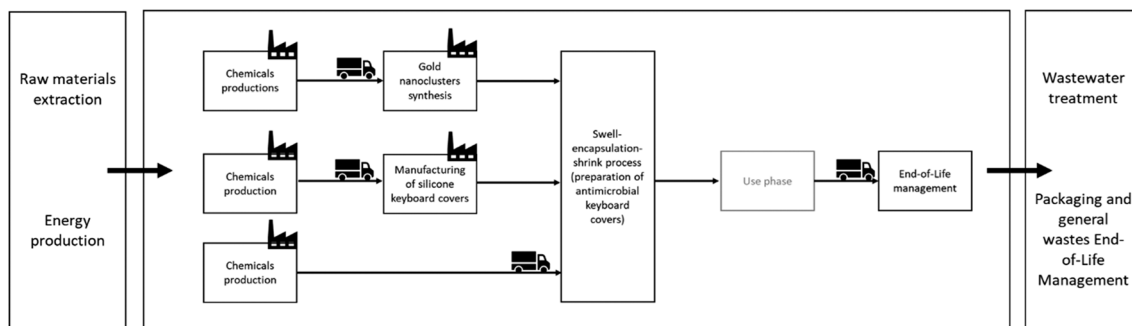 Raw materials
extraction
Energy
production
Chemicals
productions
Gold
nanoclusters
synthesis
Chemicals
production
Manufacturing
of silicone
keyboard covers
Chemicals
production
Swell-
encapsulation-
shrink process
(preparation of
antimicrobial
keyboard
covers)
Use phase
End-of-Life
management
Wastewater
treatment
Packaging and
general
wastes End-
of-Life
Management